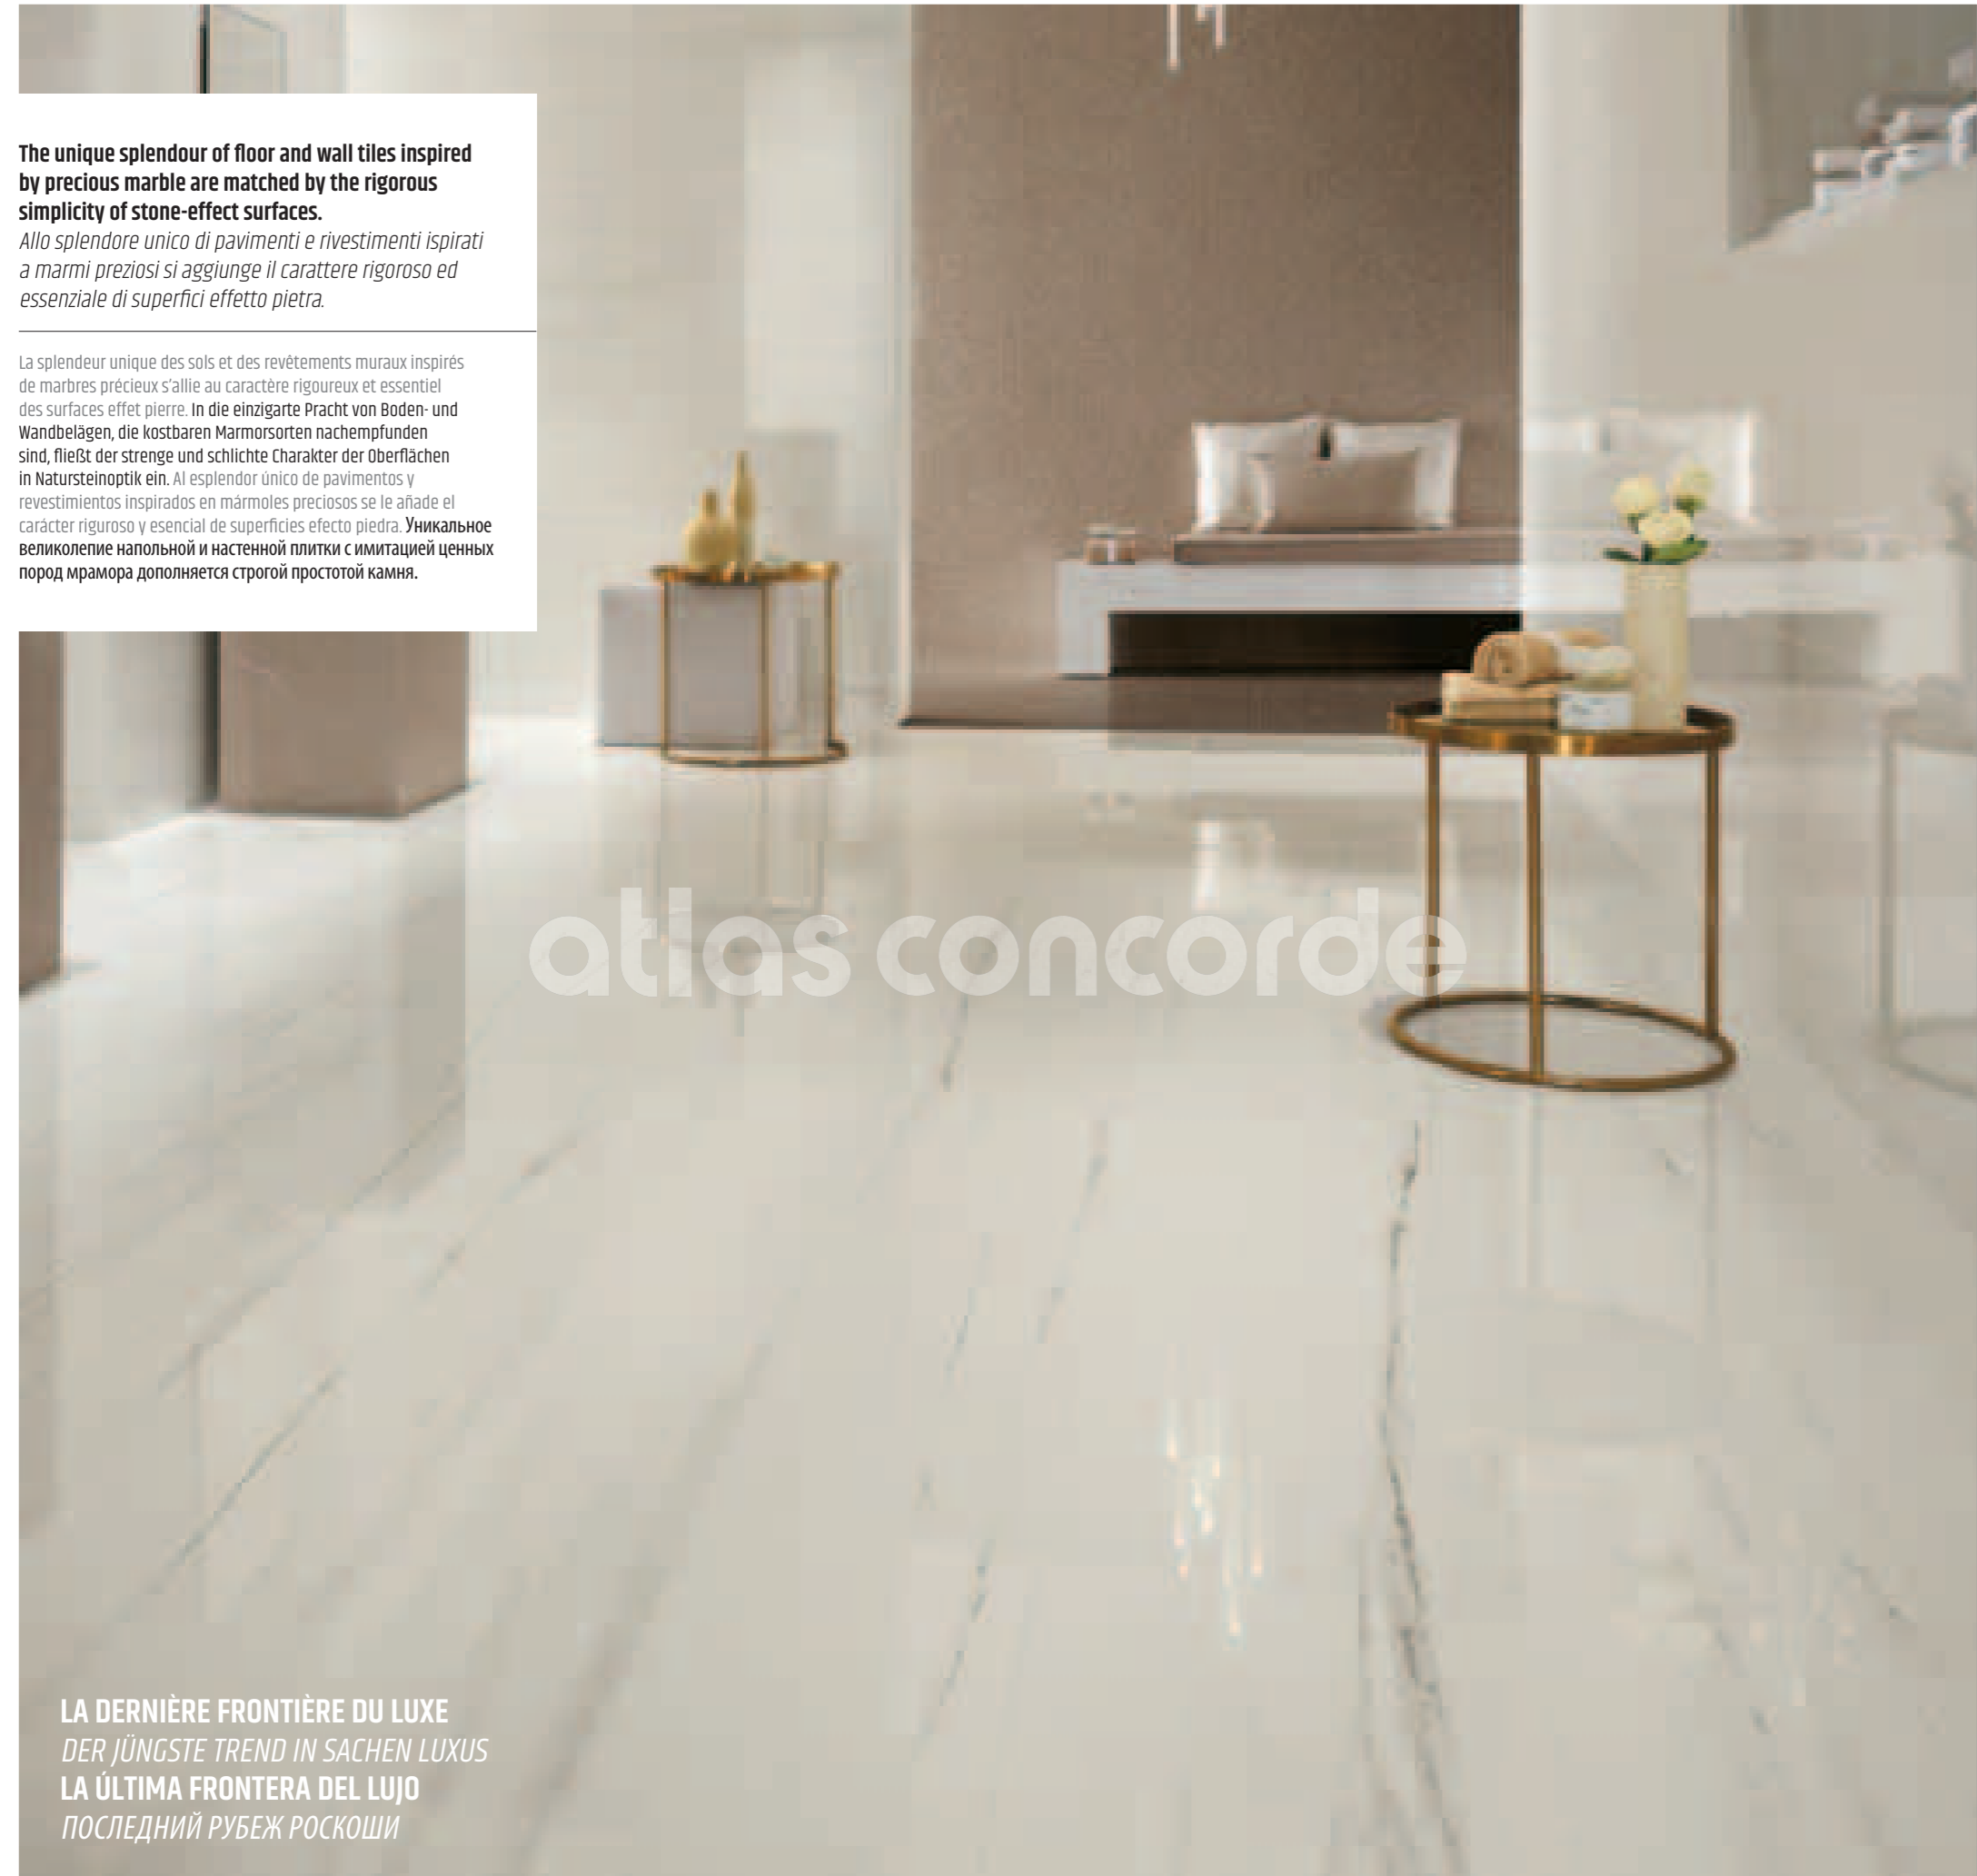 The unique splendour of floor and wall tiles inspired
by precious marble are matched by the rigorous
simplicity of stone-effect surfaces.
Allo splendore unico di pavimenti e rivestimenti ispirati
a marmi preziosi si aggiunge il carattere rigoroso ed
essenziale di superfici effetto pietra.
La splendeur unique des sols et des revêtements muraux inspirés
de marbres précieux s'allie au caractère rigoureux et essentiel
des surfaces effet pierre. In die einzigarte Pracht von Boden- und
Wandbelägen, die kostbaren Marmorsorten nachempfunden
sind, fließt der strenge und schlichte Charakter der Oberflächen
in Natursteinoptik ein. Al esplendor único de pavimentos y
revestimientos inspirados en mármoles preciosos se le añade el
carácter riguroso y esencial de superficies efecto piedra. Уникальное
великолепие напольной и настенной плитки с имитацией ценных
пород мрамора дополняется строгой простотой камня.
atlas concorde
LA DERNIÈRE FRONTIÈRE DU LUXE
DER JÜNGSTE TREND IN SACHEN LUXUS
LA ÚLTIMA FRONTERA DEL LUJO
ПОСЛЕДНИЙ РУБЕЖ РОСКОШИ